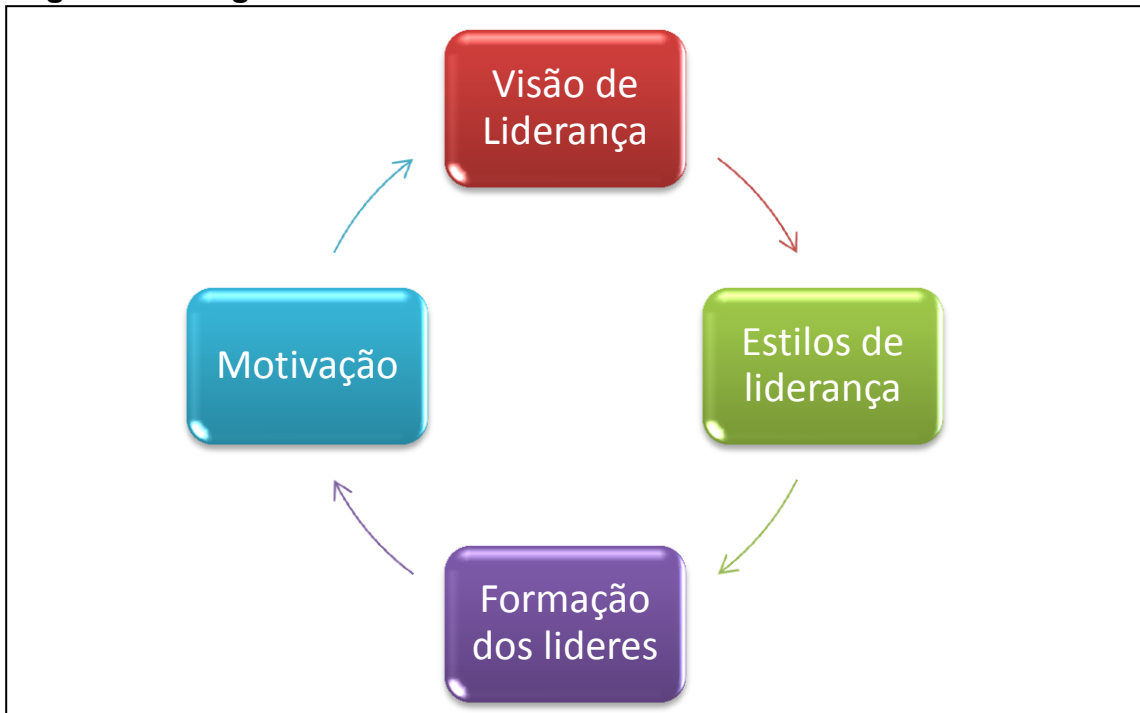 Visão de
Liderança
Estilos de
liderança
Formação
dos lideres
Motivação